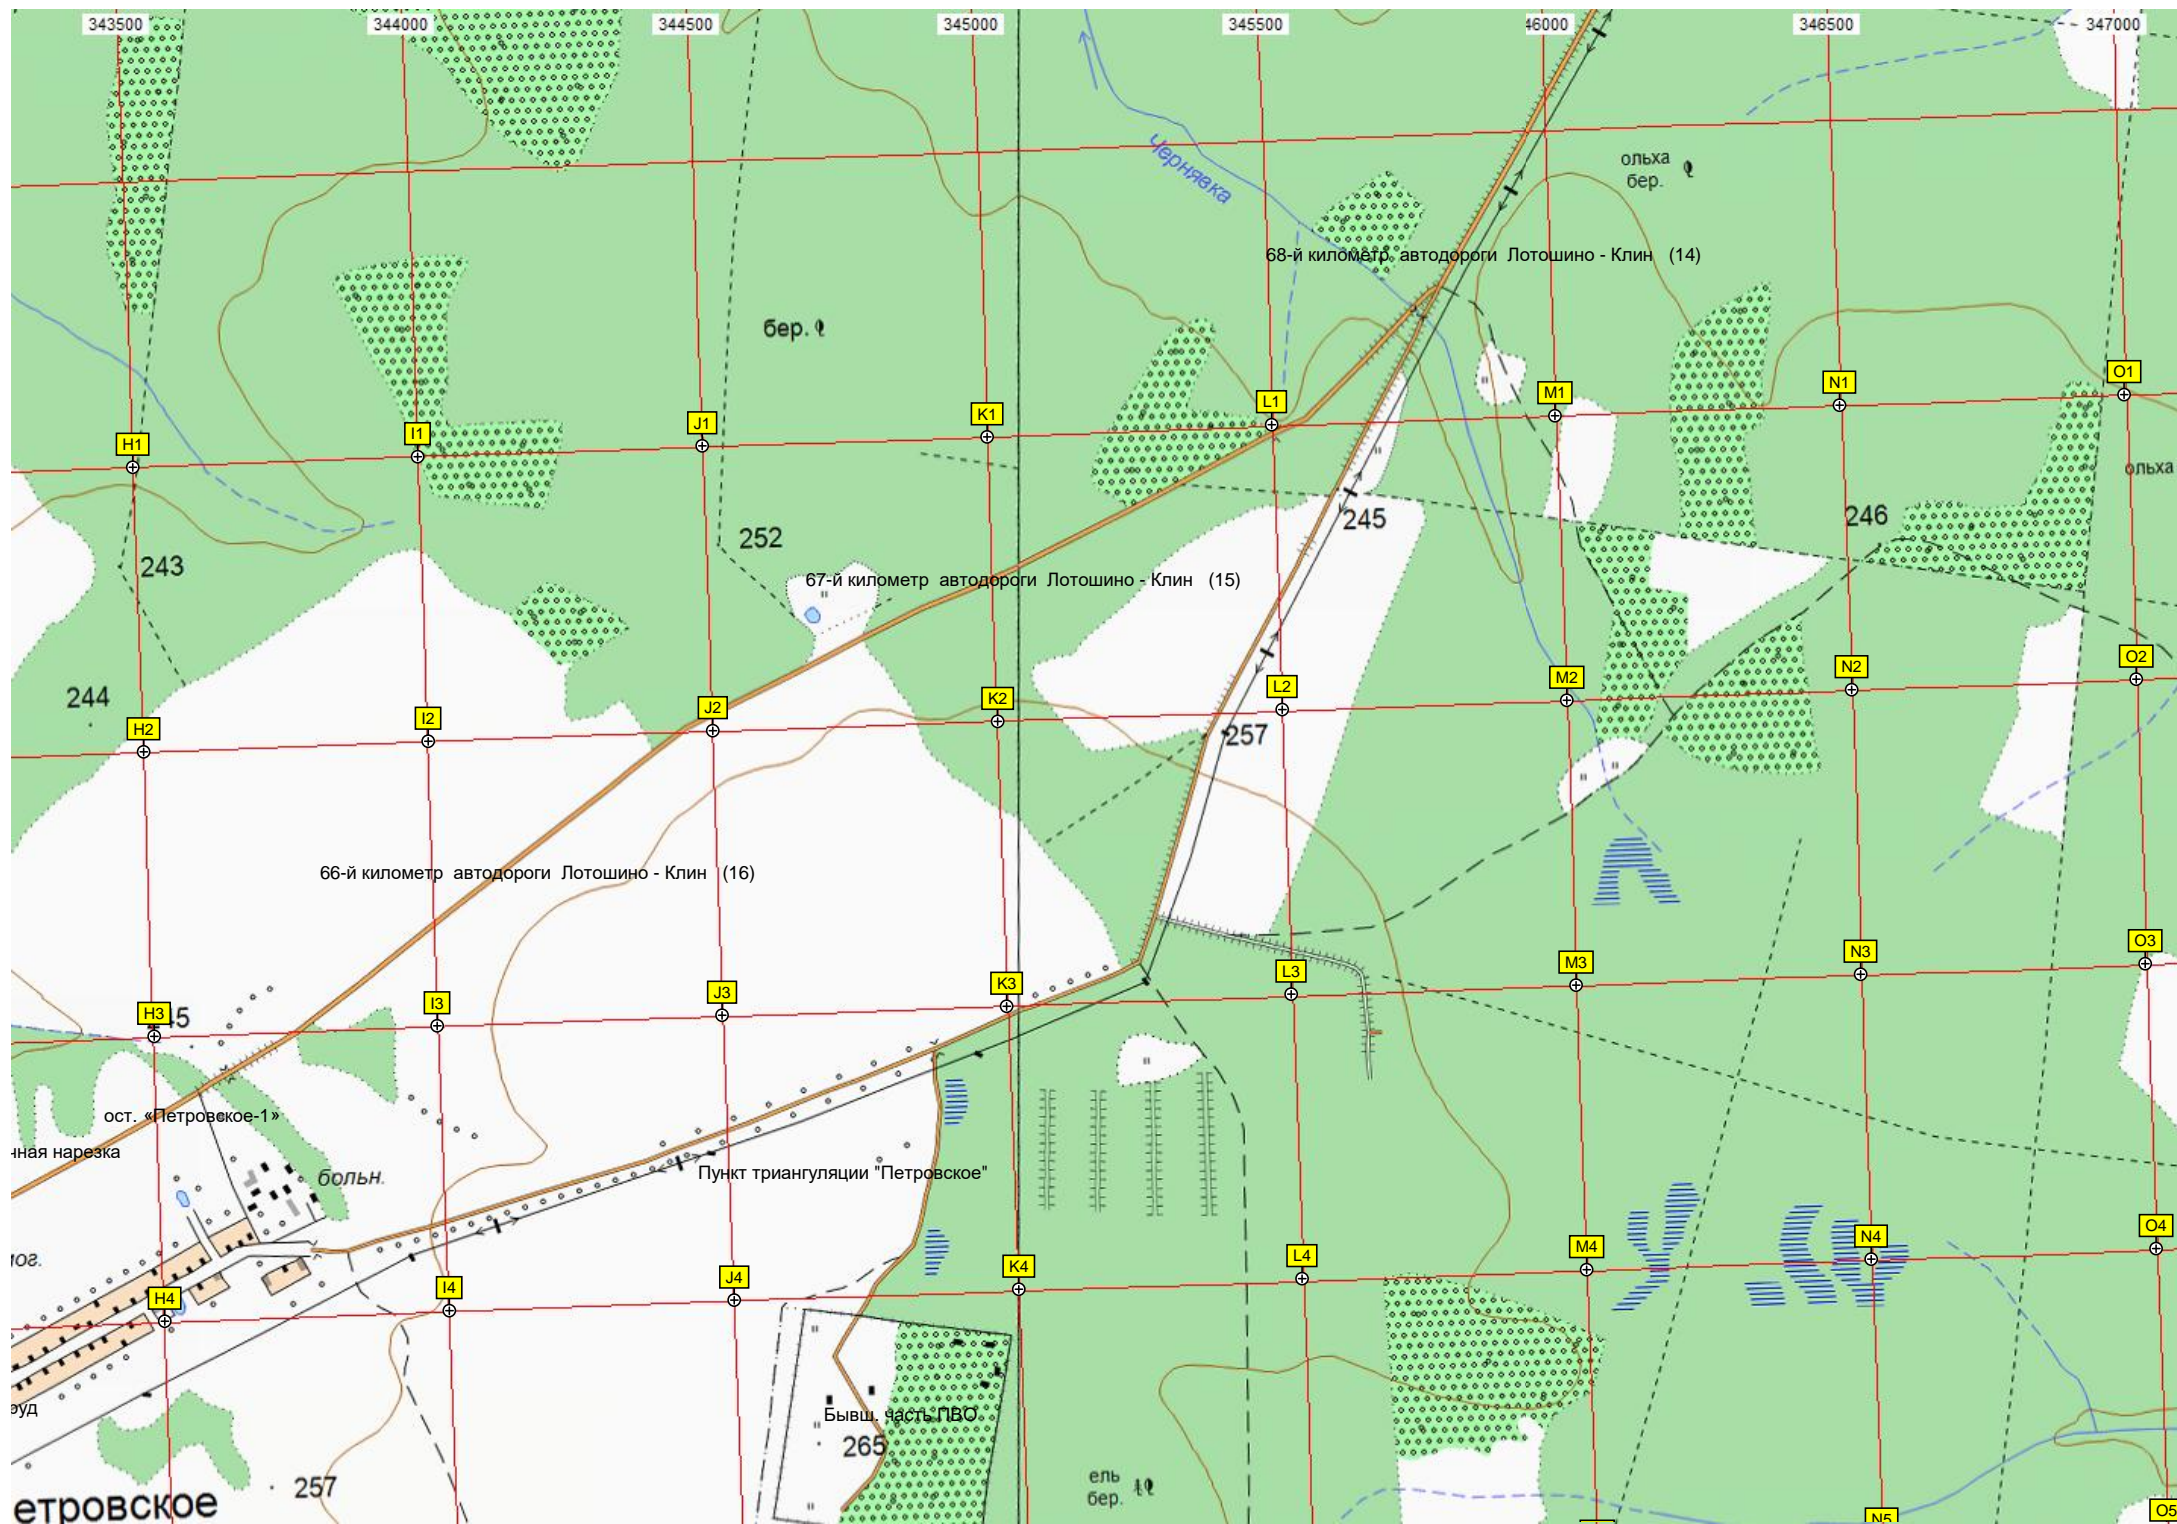 343500 344000 344500 345000 345500 46000 346500 347000
Чернявка
ольха
бер.
68-й километр автодороги Лотошино - Клин (14)
бер.
O1
N1
M1
L1
K1
J1
I1
H1
ольха
252
245
246
243
67-й километр автодороги Лотошино - Клин (15)
O2
N2
M2
L2
K2
J2
I2
H2
244
257
66-й километр автодороги Лотошино - Клин (16)
O3
N3
M3
L3
K3
J3
I3
H3
45
ост. «Петровское-1»
нная нарезка
больн.
Пункт триангуляции "Петровское"
O4
N4
M4
L4
K4
J4
I4
H4
ог.
руд
Бывш. часть ПВО
265
ель
бер.
257
етровское
N5
O5